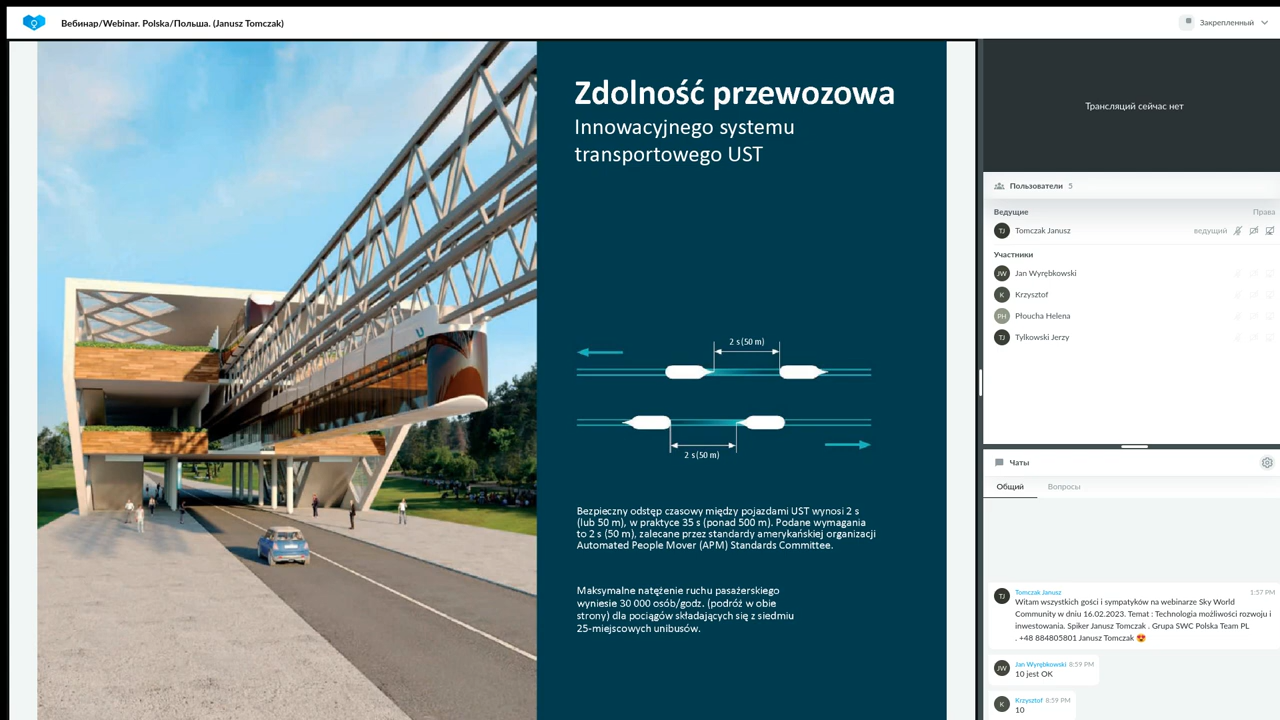 Вебинар/Webinar. Polska/Польша. (Janusz Tomczak)
Закрепленный
Zdolność przewozowa
Innowacyjnego systemu
transportowego UST
2 s (50 m)
2 s (50 m)
Bezpieczny odstęp czasowy między pojazdami UST wynosi 2 s
(lub 50 m), w praktyce 35 s (ponad 500 m). Podane wymagania
to 2 s (50 m), zalecane przez standardy amerykańskiej organizacji
Automated People Mover (APM) Standards Committee.
Maksymalne natężenie ruchu pasażerskiego
wyniesie 30 000 osób/godz. (podróż w obie
strony) dla pociągów składających się z siedmiu
25-miejscowych unibusów.
Трансляций сейчас нет
Пользователи 5
Ведущие Права
TJ Tomczak Janusz ведущий
Участники
JW Jan Wyrębkowski
K Krzysztof
PH Płoucha Helena
TJ Tylkowski Jerzy
Чаты
Общий Вопросы
TJ Tomczak Janusz 1:57 PM
Witam wszystkich gości i sympatyków na webinarze Sky World
Community w dniu 16.02.2023. Temat : Technologia możliwości rozwoju i
inwestowania. Spiker Janusz Tomczak . Grupa SWC Polska Team PL
. +48 884805801 Janusz Tomczak 😍
JW Jan Wyrębkowski 8:59 PM
10 jest OK
K Krzysztof 8:59 PM
10